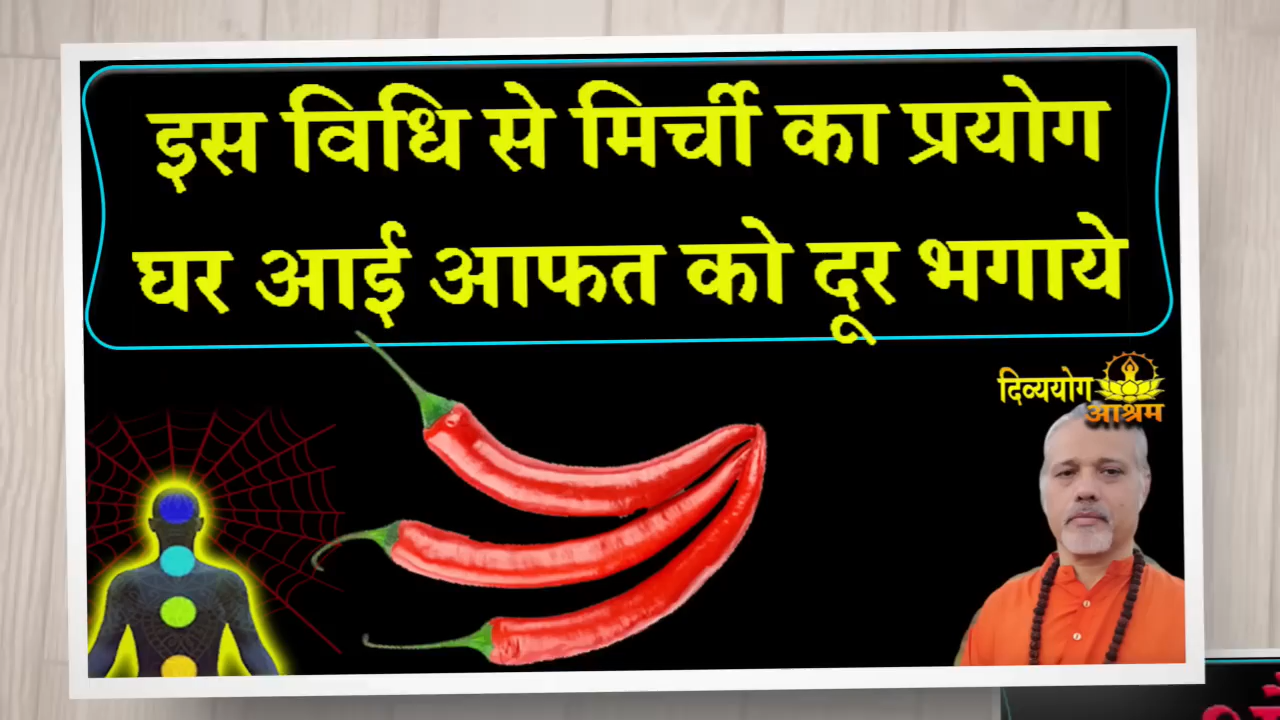 इस विधि से मिर्ची का प्रयोग
घर आई आफत को दूर भगाये
दिव्ययोग
आश्रम